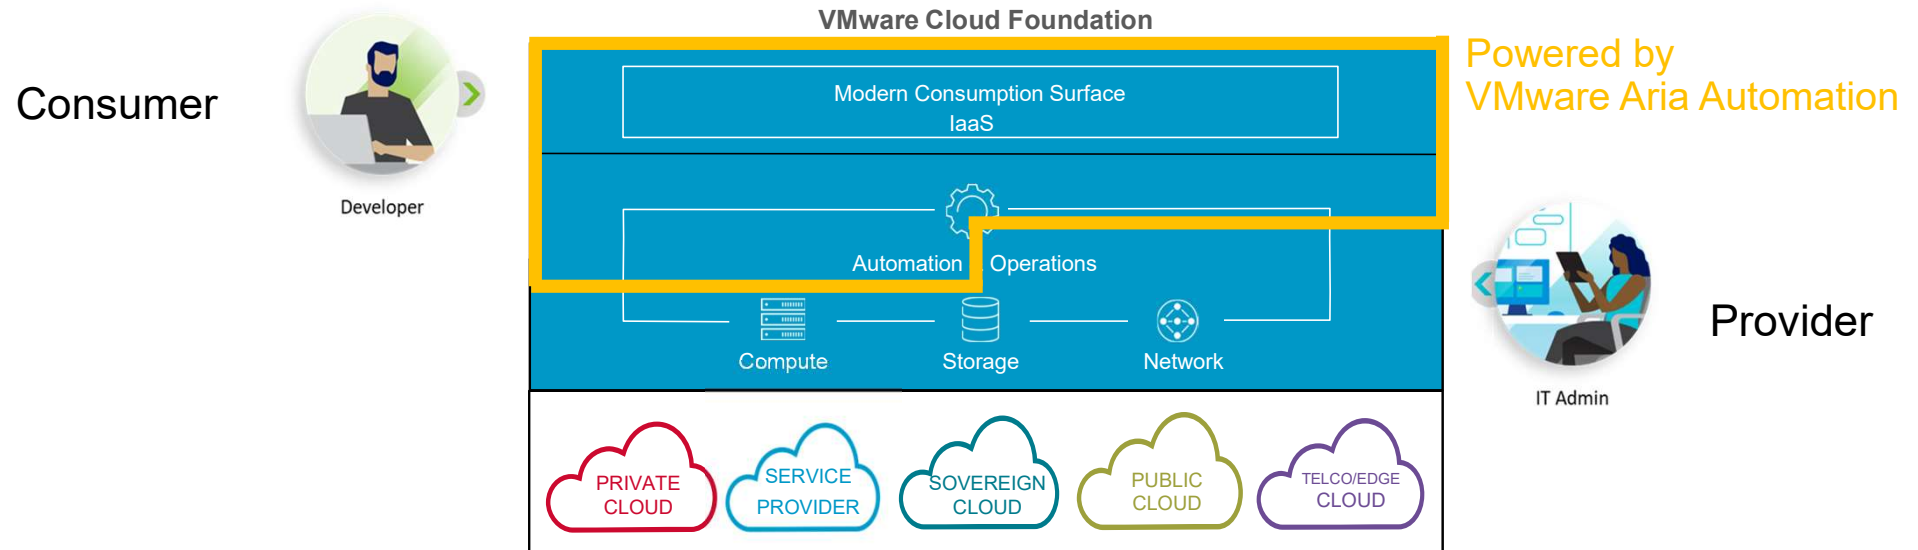 VMware Cloud Foundation
Consumer
Developer
Modern Consumption Surface
IaaS
Powered by
VMware Aria Automation
Automation
Operations
Compute
Storage
Network
IT Admin
Provider
PRIVATE
CLOUD
SERVICE
PROVIDER
SOVEREIGN
CLOUD
PUBLIC
CLOUD
TELCO/EDGE
CLOUD